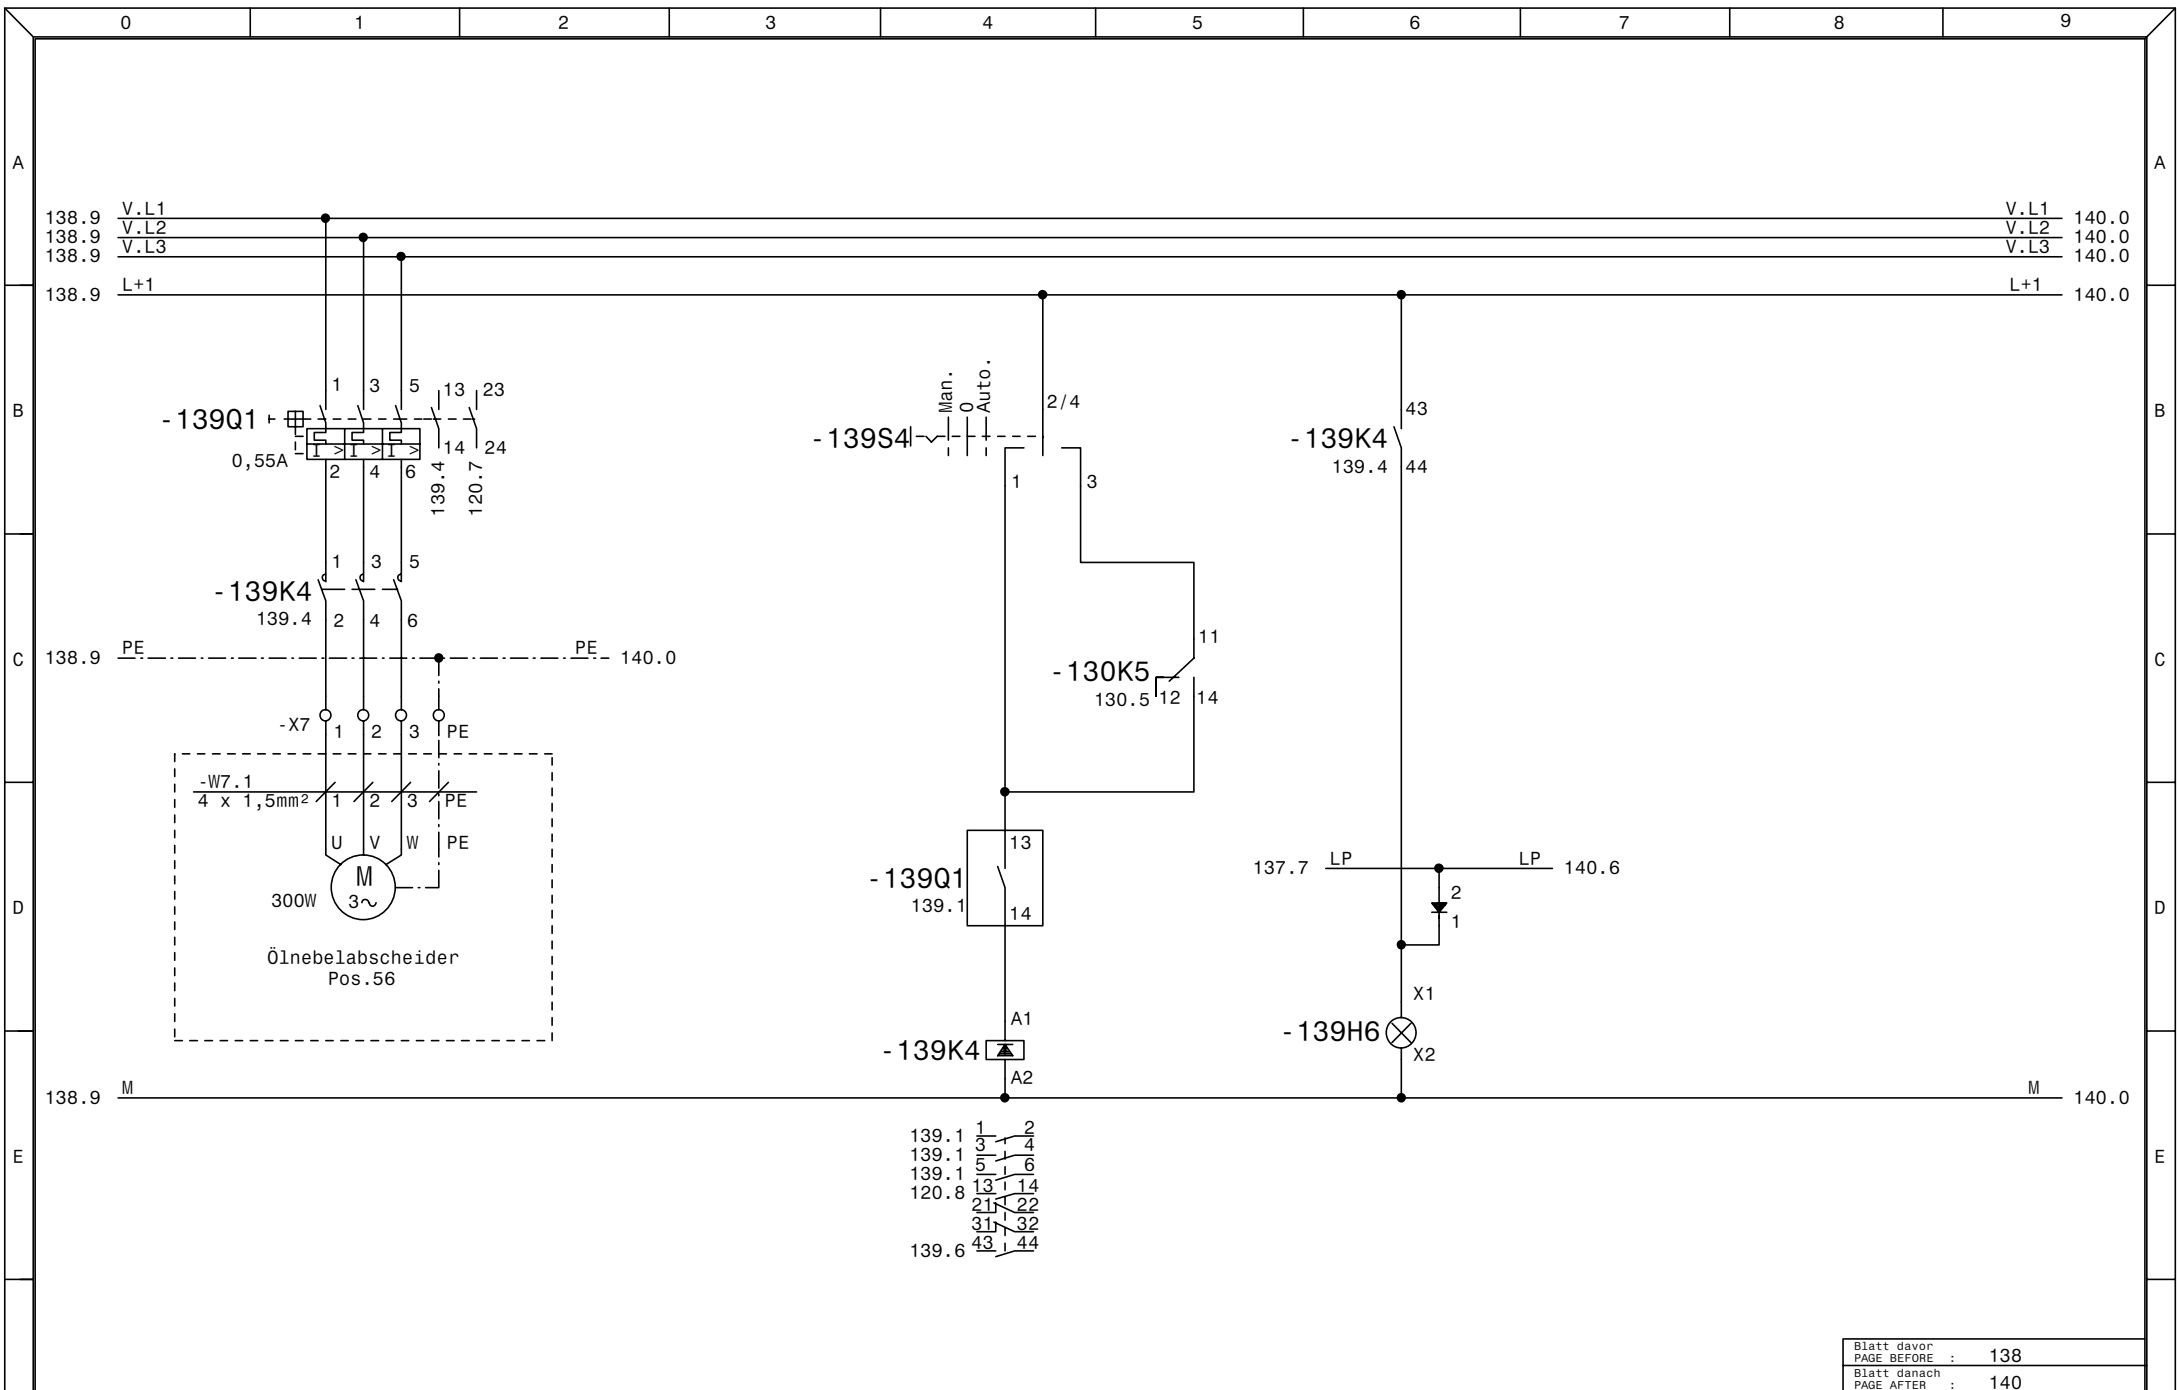 0 1 2 3 4 5 6 7 8 9
A A
138.9 V.L1 V.L1 140.0
138.9 V.L2 V.L2 140.0
138.9 V.L3 V.L3 140.0
138.9 L+1 L+1 140.0
B B
1 3 5 13 23
-139Q1
0,55A
I > I > I >
14 24
2 4 6
139.4
120.7
Man.
0
Auto.
2/4
-139S4
1 3
43
-139K4
139.4 44
1 3 5
-139K4
139.4 2 4 6
C C
138.9 PE PE 140.0
11
-130K5
130.5 12 14
-X7 1 2 3 PE
-W7.1
4 x 1,5mm² 1 2 3 PE
U V W PE
M
3~
300W
Ölnebelabscheider
Pos.56
D D
13
-139Q1
139.1
14
137.7 LP LP 140.6
2
1
X1
-139H6
X2
A1
-139K4
A2
138.9 M M 140.0
E E
139.1 1 2
139.1 3 4
139.1 5 6
120.8 13 14
21 22
31 32
139.6 43 44
Blatt davor
PAGE BEFORE : 138
Blatt danach
PAGE AFTER : 140